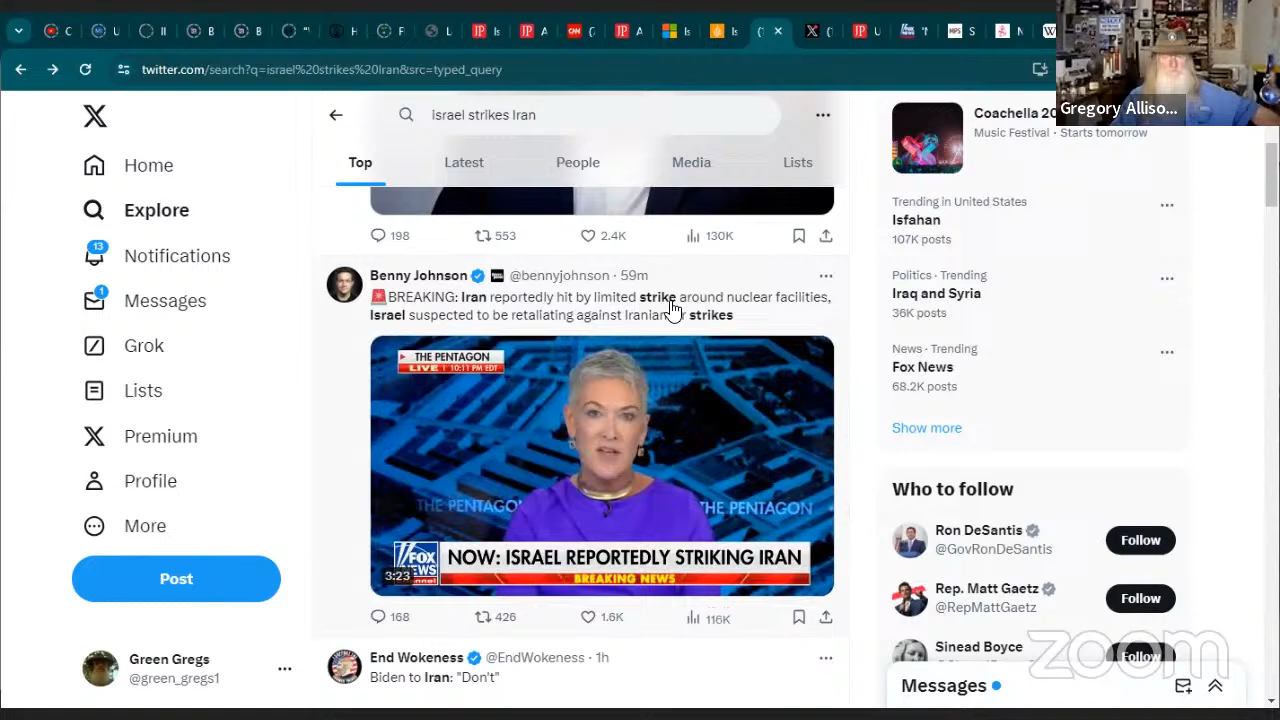 twitter.com/search?q=israel%20strikes%20Iran&src=typed_query
Gregory Alliso...
israel strikes Iran
Top
Latest
People
Media
Lists
Home
Explore
13
Notifications
1
Messages
Grok
Lists
Premium
Profile
More
Post
Green Gregs
@green_gregs1
198
553
2.4K
130K
Benny Johnson @bennyjohnson · 59m
🚨BREAKING: Iran reportedly hit by limited strike around nuclear facilities,
Israel suspected to be retaliating against Iranian strikes
THE PENTAGON
LIVE 10:11 PM EDT
THE PENTAGON
THE PENTAGON
FOX
NEWS
channel
NOW: ISRAEL REPORTEDLY STRIKING IRAN
BREAKING NEWS
3:23
168
426
1.6K
116K
End Wokeness @EndWokeness · 1h
Biden to Iran: "Don't"
Coachella 20
Music Festival · Starts tomorrow
Trending in United States
Isfahan
107K posts
Politics · Trending
Iraq and Syria
36K posts
News · Trending
Fox News
68.2K posts
Show more
Who to follow
Ron DeSantis
@GovRonDeSantis
Follow
Rep. Matt Gaetz
@RepMattGaetz
Follow
Sinead Boyce
Follow
Messages
zoom